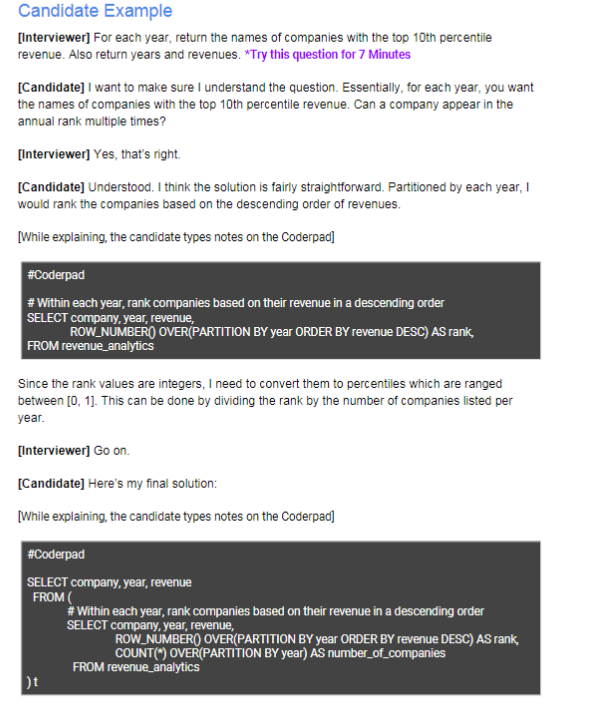 Candidate Example
[Interviewer] For each year, return the names of companies with the top 10th percentile
revenue. Also return years and revenues. *Try this question for 7 Minutes
[Candidate] I want to make sure I understand the question. Essentially, for each year, you want
the names of companies with the top 10th percentile revenue. Can a company appear in the
annual rank multiple times?
[Interviewer] Yes, that's right.
[Candidate] Understood. I think the solution is fairly straightforward. Partitioned by each year, I
would rank the companies based on the descending order of revenues.
[While explaining, the candidate types notes on the Coderpad]
#Coderpad
# Within each year, rank companies based on their revenue in a descending order
SELECT company, year, revenue,
ROW_NUMBER() OVER(PARTITION BY year ORDER BY revenue DESC) AS rank,
FROM revenue_analytics
Since the rank values are integers, I need to convert them to percentiles which are ranged
between [0, 1]. This can be done by dividing the rank by the number of companies listed per
year.
[Interviewer] Go on.
[Candidate] Here's my final solution:
[While explaining, the candidate types notes on the Coderpad]
#Coderpad
SELECT company, year, revenue
FROM (
# Within each year, rank companies based on their revenue in a descending order
SELECT company, year, revenue,
ROW_NUMBER() OVER(PARTITION BY year ORDER BY revenue DESC) AS rank,
COUNT(*) OVER(PARTITION BY year) AS number_of_companies
FROM revenue_analytics
) t